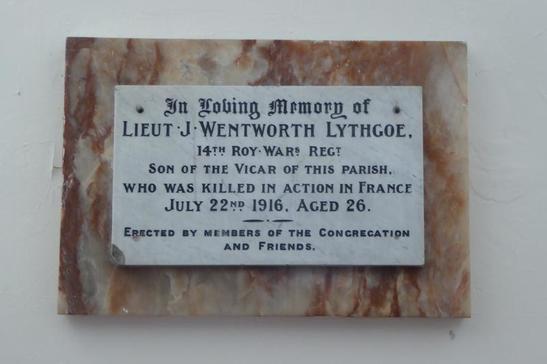 In Loving Memory of
LIEUT·J·WENTWORTH LYTHGOE,
14TH ROY·WARS REGT
SON OF THE VICAR OF THIS PARISH,
WHO WAS KILLED IN ACTION IN FRANCE
JULY 22ND 1916, AGED 26.
ERECTED BY MEMBERS OF THE CONGREGATION
AND FRIENDS.